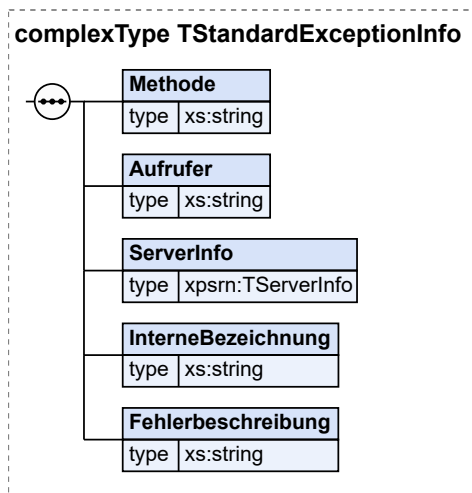 complexType TStandardExceptionInfo
Methode
type xs:string
Aufrufer
type xs:string
ServerInfo
type xpsrn:TServerInfo
InterneBezeichnung
type xs:string
Fehlerbeschreibung
type xs:string